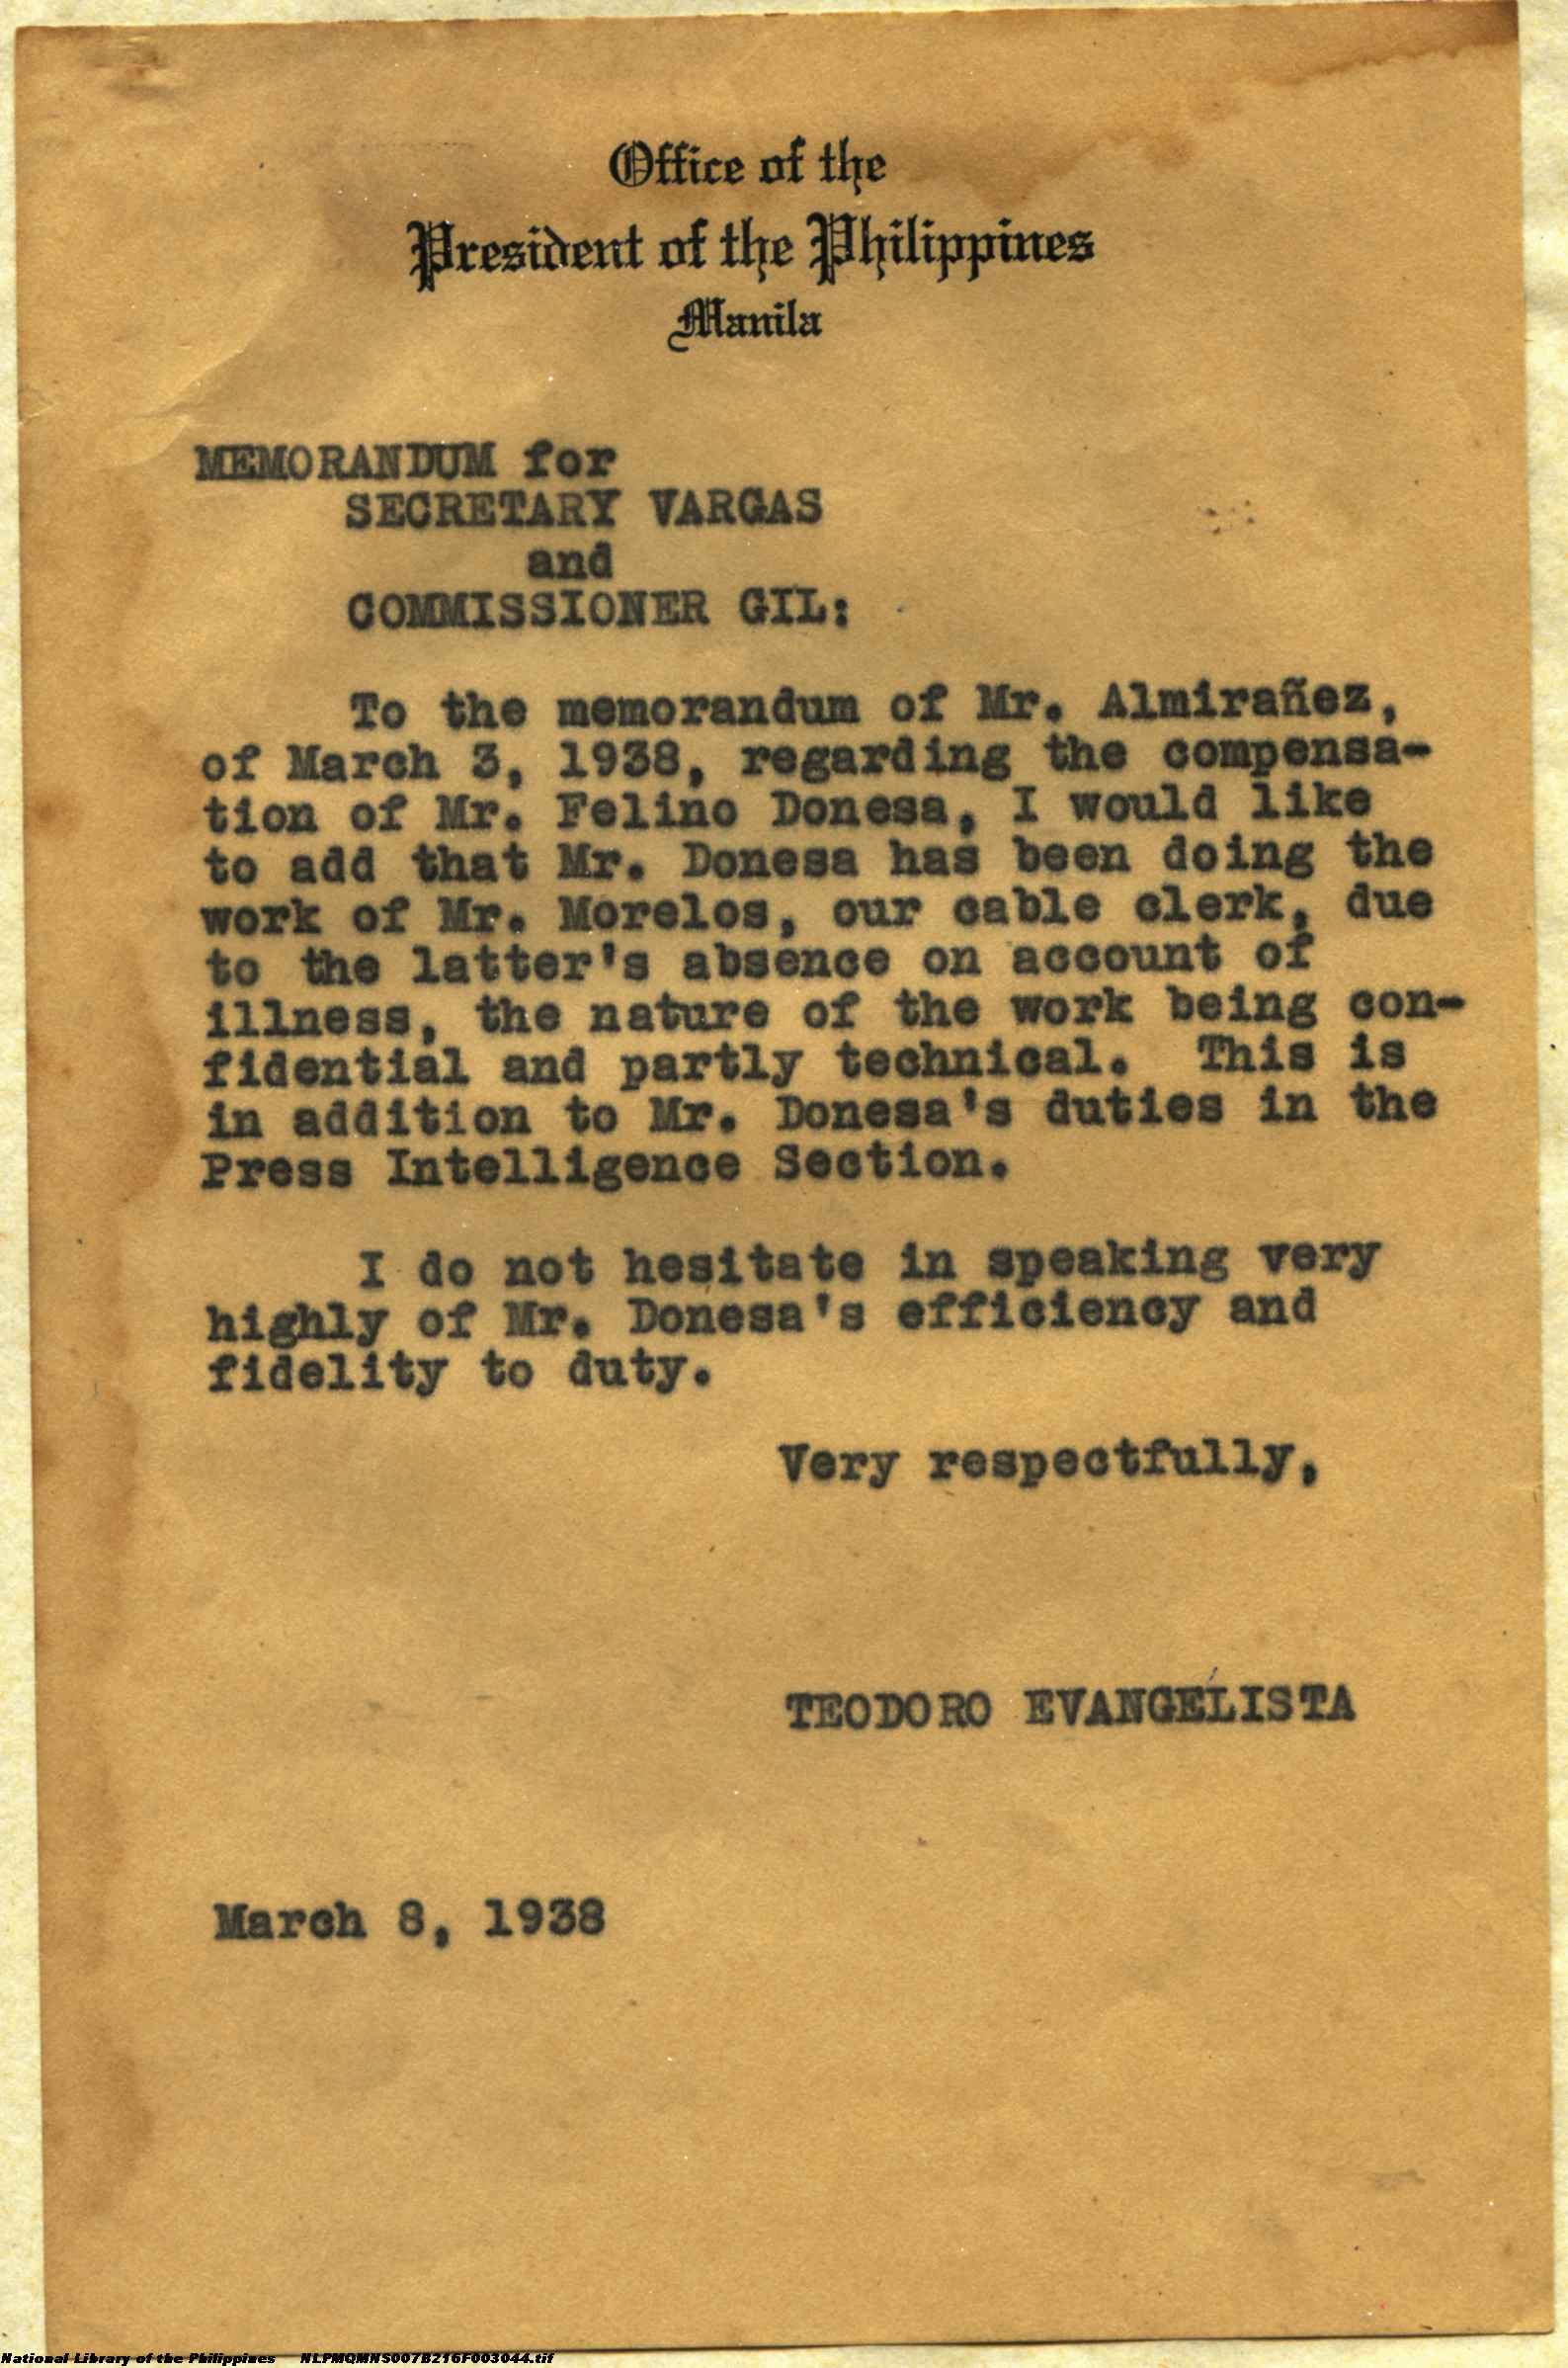 Office of the
President of the Philippines
Manila
MEMORANDUM for
SECRETARY VARGAS
and
COMMISSIONER GIL:
To the memorandum of Mr. Almirañez,
of March 3, 1938, regarding the compensa-
tion of Mr. Felino Donesa, I would like
to add that Mr. Donesa has been doing the
work of Mr. Morelos, our cable clerk, due
to the latter's absence on account of
illness, the nature of the work being con-
fidential and partly technical. This is
in addition to Mr. Donesa's duties in the
Press Intelligence Section.
I do not hesitate in speaking very
highly of Mr. Donesa's efficiency and
fidelity to duty.
Very respectfully,
TEODORO EVANGELISTA
March 8, 1938
National Library of the Philippines NLPMQMNS007B216F003044.tif